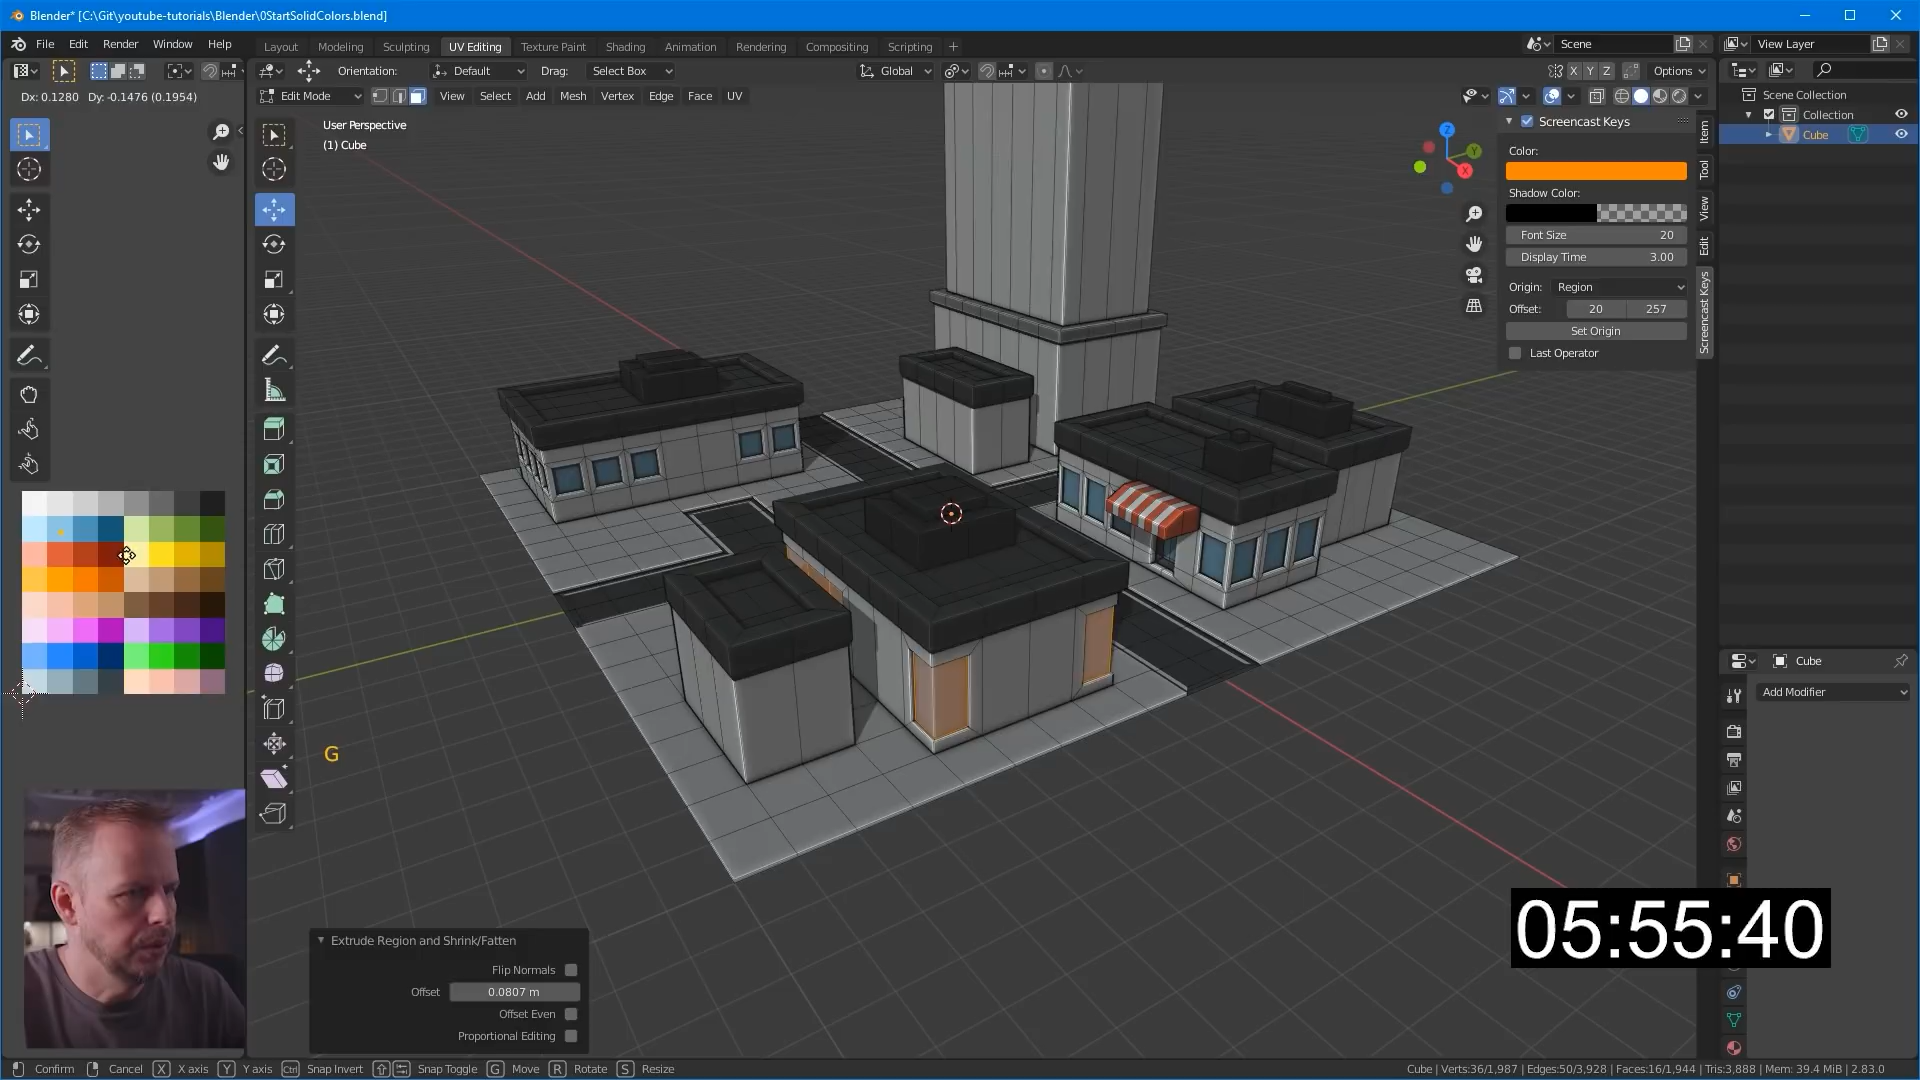 Blender* [C:\Git\youtube-tutorials\Blender\0StartSolidColors.blend]
File Edit Render Window Help
Layout Modeling Sculpting UV Editing Texture Paint Shading Animation Rendering Compositing Scripting +
Scene
View Layer
Orientation: Default Drag: Select Box
Global
X Y Z
Options
Dx: 0.1280 Dy: -0.1476 (0.1954)
Edit Mode View Select Add Mesh Vertex Edge Face UV
User Perspective
(1) Cube
Scene Collection
Collection
Cube
Screencast Keys
Color:
Shadow Color:
Font Size 20
Display Time 3.00
Origin: Region
Offset: 20 257
Set Origin
Last Operator
Item
Tool
View
Edit
Screencast Keys
Z
Y
X
Cube
Add Modifier
G
05:55:40
Extrude Region and Shrink/Fatten
Flip Normals
Offset 0.0807 m
Offset Even
Proportional Editing
Confirm Cancel X X axis Y Y axis Ctrl Snap Invert Snap Toggle G Move R Rotate S Resize
Cube | Verts:36/1,987 | Edges:50/3,928 | Faces:16/1,944 | Tris:3,888 | Mem: 39.4 MiB | 2.83.0